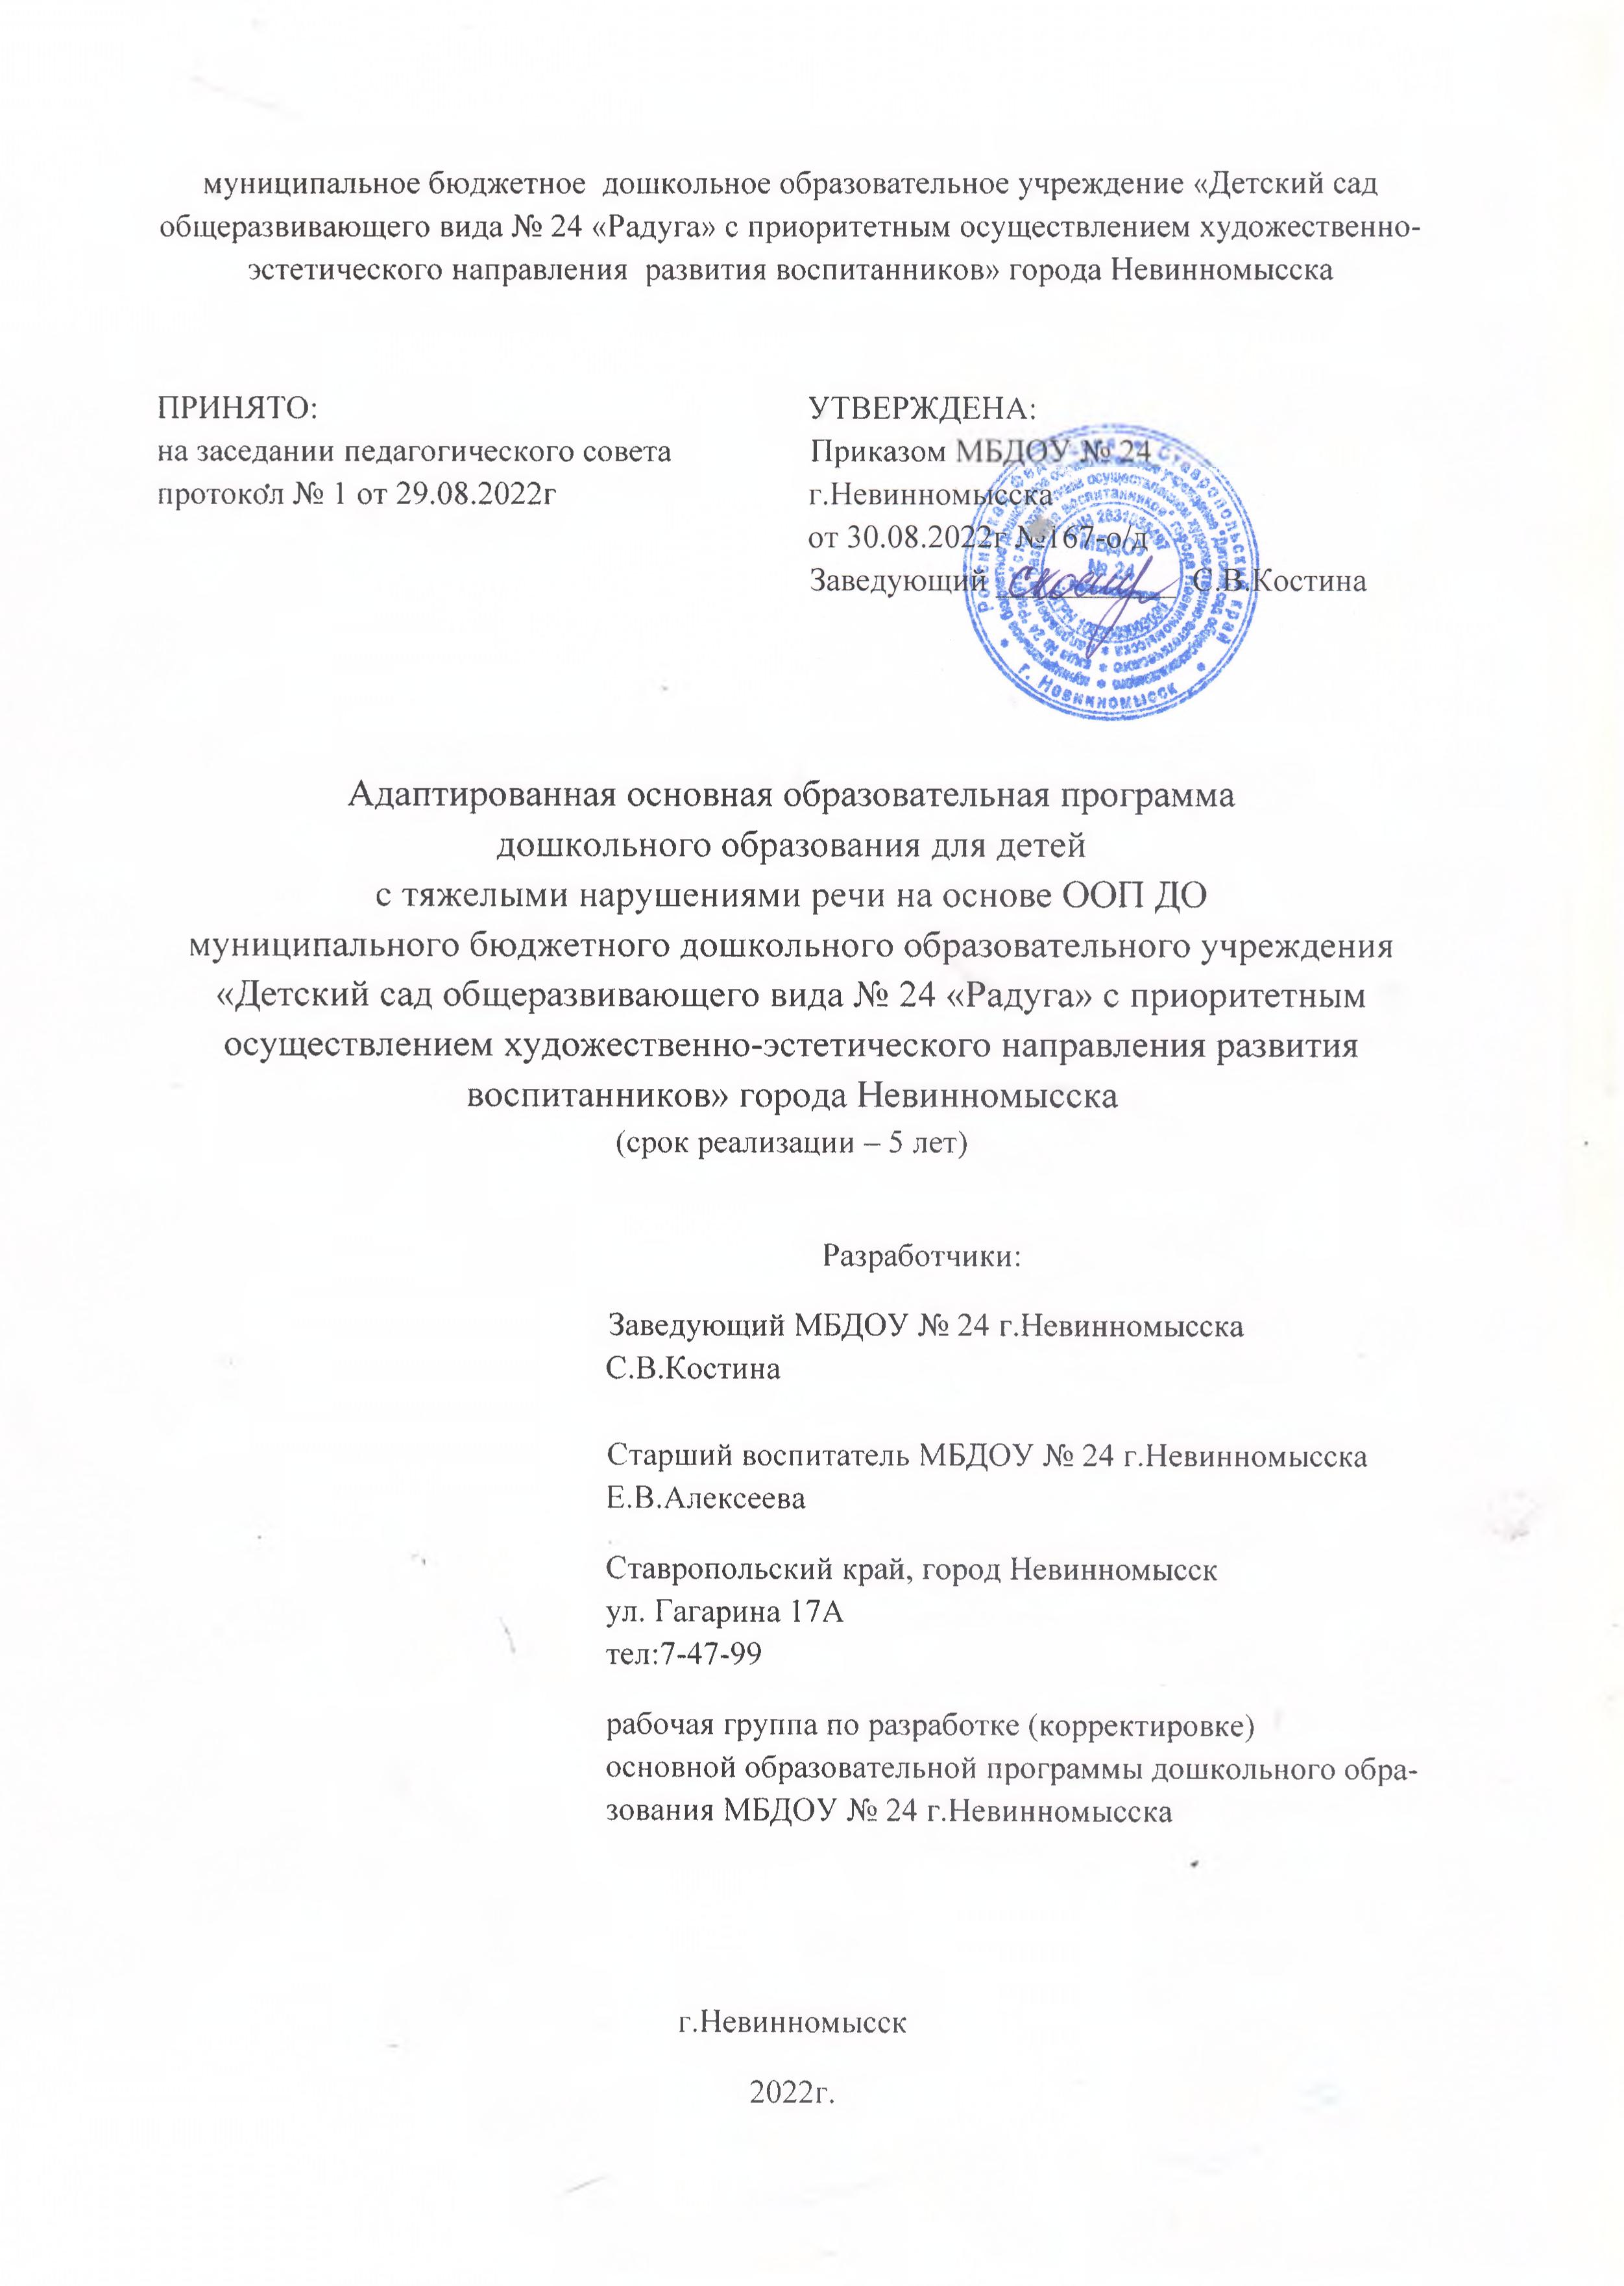 муниципальное бюджетное дошкольное образовательное учреждение «Детский сад
общеразвивающего вида № 24 «Радуга» с приоритетным осуществлением художественно-
эстетического направления развития воспитанников» города Невинномысска
ПРИНЯТО:
на заседании педагогического совета
протокол № 1 от 29.08.2022г
УТВЕРЖДЕНА:
Приказом МБДОУ № 24
г.Невинномысска
от 30.08.2022г №167-о/д
Заведующий С.В.Костина
МБДОУ
№ 24
Ставропольский край
г. Невинномысск
Адаптированная основная образовательная программа
дошкольного образования для детей
с тяжелыми нарушениями речи на основе ООП ДО
муниципального бюджетного дошкольного образовательного учреждения
«Детский сад общеразвивающего вида № 24 «Радуга» с приоритетным
осуществлением художественно-эстетического направления развития
воспитанников» города Невинномысска
(срок реализации – 5 лет)
Разработчики:
Заведующий МБДОУ № 24 г.Невинномысска
С.В.Костина
Старший воспитатель МБДОУ № 24 г.Невинномысска
Е.В.Алексеева
Ставропольский край, город Невинномысск
ул. Гагарина 17А
тел:7-47-99
рабочая группа по разработке (корректировке)
основной образовательной программы дошкольного обра-
зования МБДОУ № 24 г.Невинномысска
г.Невинномысск
2022г.